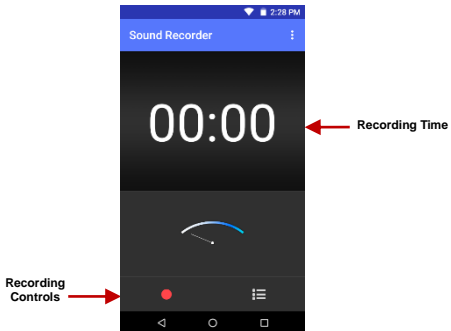 2:28 PM
Sound Recorder
00:00
Recording Time
Recording
Controls